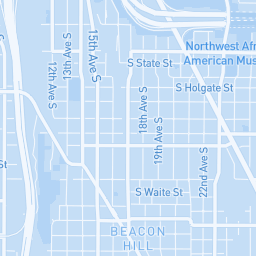 Northwest Afr
American Mus
15th Ave S
13th Ave S
12th Ave S
S State St
S Holgate St
18th Ave S
19th Ave S
22nd Ave S
St
S Waite St
BEACON
HILL